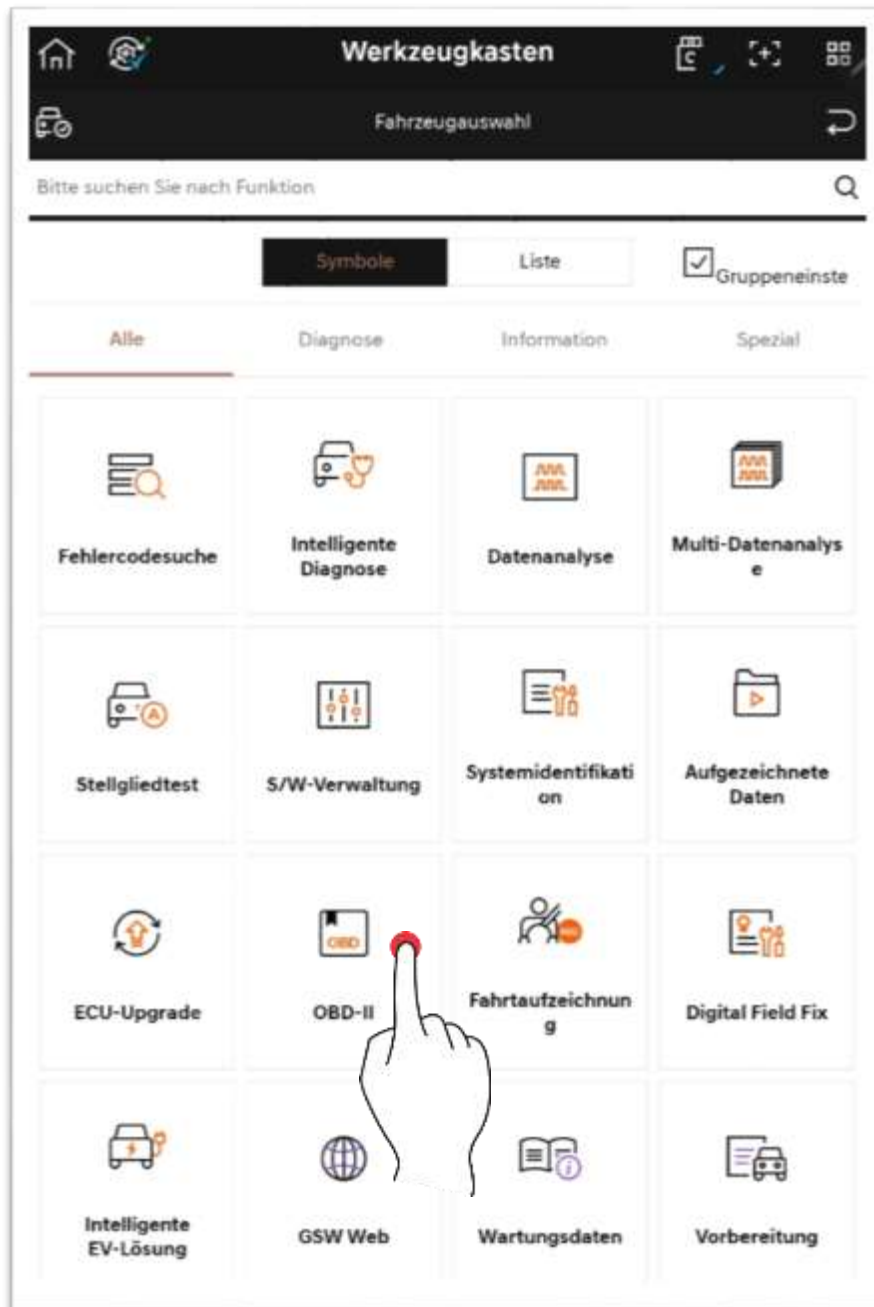 Werkzeugkasten
C
Fahrzeugauswahl
Bitte suchen Sie nach Funktion
Symbole
Liste
Gruppeneinste
Alle
Diagnose
Information
Spezial
Fehlercodesuche
Intelligente
Diagnose
Datenanalyse
Multi-Datenanalys
e
A
Stellgliedtest
S/W-Verwaltung
Systemidentifikati
on
Aufgezeichnete
Daten
ECU-Upgrade
OBD
OBD-II
Fahrtaufzeichnun
g
Digital Field Fix
Intelligente
EV-Lösung
GSW Web
i
Wartungsdaten
Vorbereitung